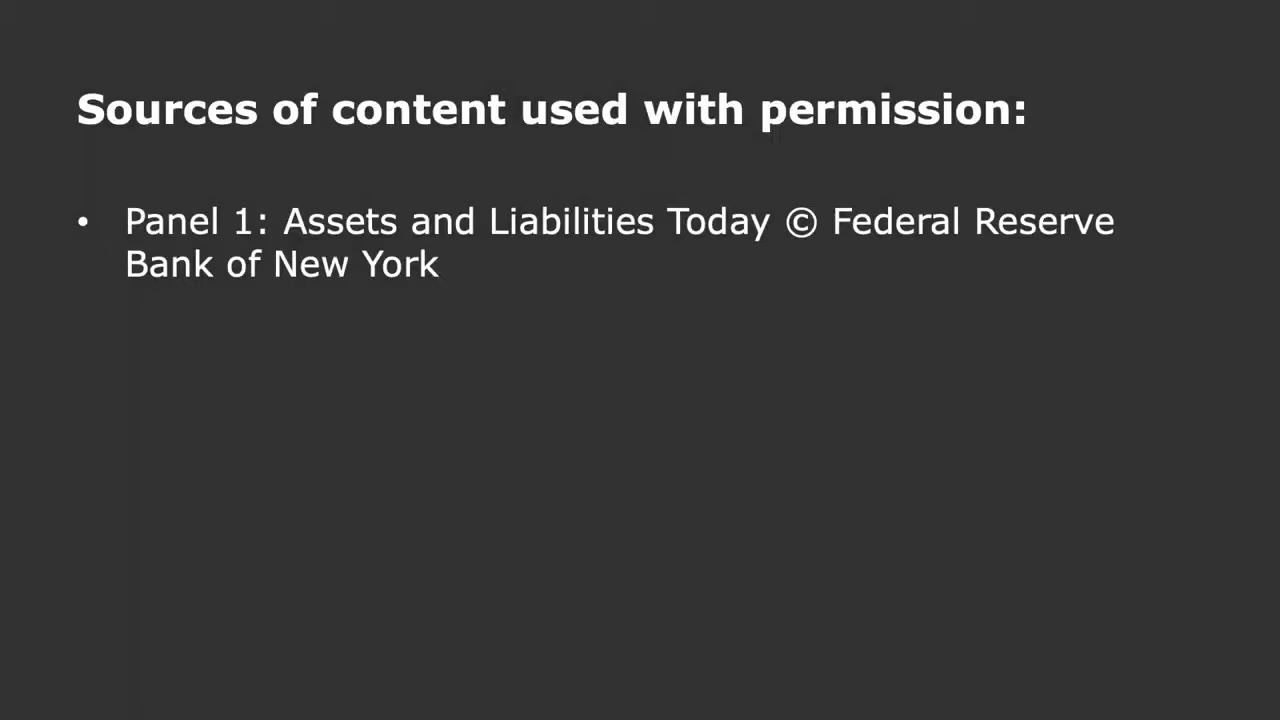 Sources of content used with permission:
• Panel 1: Assets and Liabilities Today © Federal Reserve
Bank of New York